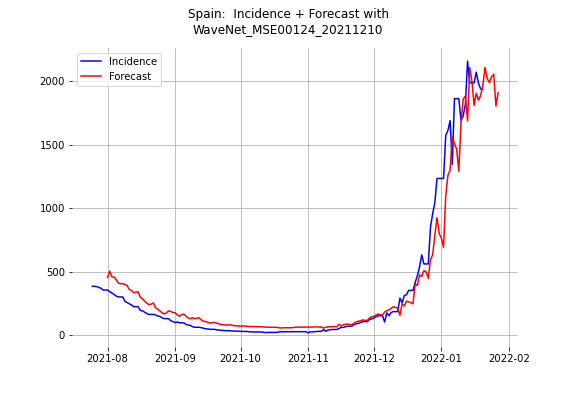 Spain:  Incidence + Forecast with
WaveNet_MSE00124_20211210
Incidence
Forecast
2000
1500
1000
500
0
2021-08 2021-09 2021-10 2021-11 2021-12 2022-01 2022-02